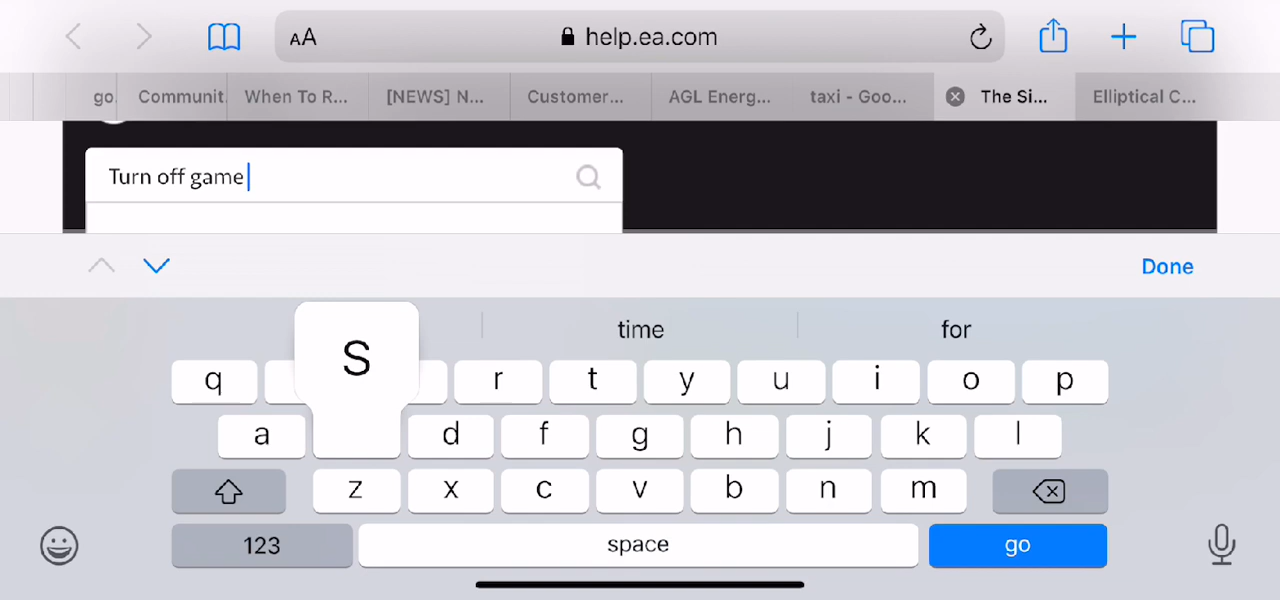 AA help.ea.com
go. Communit. When To R... [NEWS] N... Customer... AGL Energ... taxi - Goo... The Si... Elliptical C...
Turn off game
Done
time for
S
q r t y u i o p
a d f g h j k l
z x c v b n m
123 space go